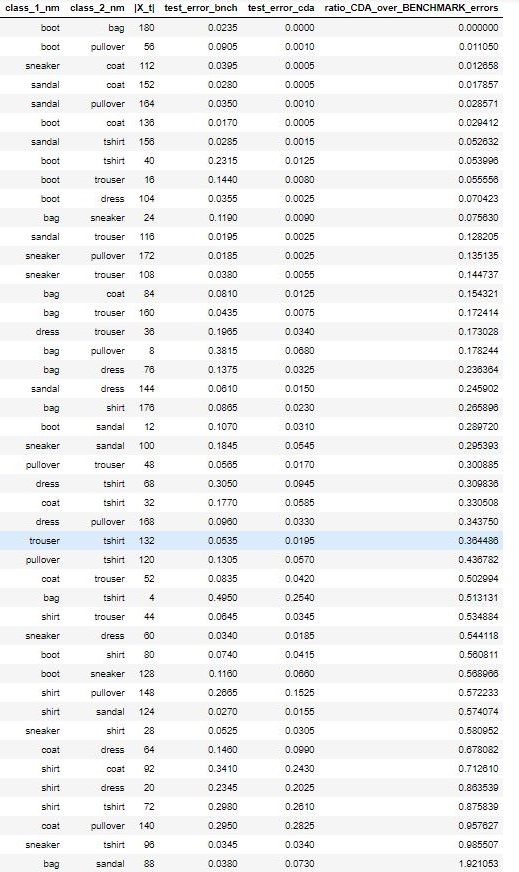 class_1_nm class_2_nm |X_t| test_error_bnch test_error_cda ratio_CDA_over_BENCHMARK_errors
boot bag 180 0.0235 0.0000 0.000000
boot pullover 56 0.0905 0.0010 0.011050
sneaker coat 112 0.0395 0.0005 0.012658
sandal coat 152 0.0280 0.0005 0.017857
sandal pullover 164 0.0350 0.0010 0.028571
boot coat 136 0.0170 0.0005 0.029412
sandal tshirt 156 0.0285 0.0015 0.052632
boot tshirt 40 0.2315 0.0125 0.053996
boot trouser 16 0.1440 0.0080 0.055556
boot dress 104 0.0355 0.0025 0.070423
bag sneaker 24 0.1190 0.0090 0.075630
sandal trouser 116 0.0195 0.0025 0.128205
sneaker pullover 172 0.0185 0.0025 0.135135
sneaker trouser 108 0.0380 0.0055 0.144737
bag coat 84 0.0810 0.0125 0.154321
bag trouser 160 0.0435 0.0075 0.172414
dress trouser 36 0.1965 0.0340 0.173028
bag pullover 8 0.3815 0.0680 0.178244
bag dress 76 0.1375 0.0325 0.236364
sandal dress 144 0.0610 0.0150 0.245902
bag shirt 176 0.0865 0.0230 0.265896
boot sandal 12 0.1070 0.0310 0.289720
sneaker sandal 100 0.1845 0.0545 0.295393
pullover trouser 48 0.0565 0.0170 0.300885
dress tshirt 68 0.3050 0.0945 0.309836
coat tshirt 32 0.1770 0.0585 0.330508
dress pullover 168 0.0960 0.0330 0.343750
trouser tshirt 132 0.0535 0.0195 0.364486
pullover tshirt 120 0.1305 0.0570 0.436782
coat trouser 52 0.0835 0.0420 0.502994
bag tshirt 4 0.4950 0.2540 0.513131
shirt trouser 44 0.0645 0.0345 0.534884
sneaker dress 60 0.0340 0.0185 0.544118
boot shirt 80 0.0740 0.0415 0.560811
boot sneaker 128 0.1160 0.0660 0.568966
shirt pullover 148 0.2665 0.1525 0.572233
shirt sandal 124 0.0270 0.0155 0.574074
sneaker shirt 28 0.0525 0.0305 0.580952
coat dress 64 0.1460 0.0990 0.678082
shirt coat 92 0.3410 0.2430 0.712610
shirt dress 20 0.2345 0.2025 0.863539
shirt tshirt 72 0.2980 0.2610 0.875839
coat pullover 140 0.2950 0.2825 0.957627
sneaker tshirt 96 0.0345 0.0340 0.985507
bag sandal 88 0.0380 0.0730 1.921053